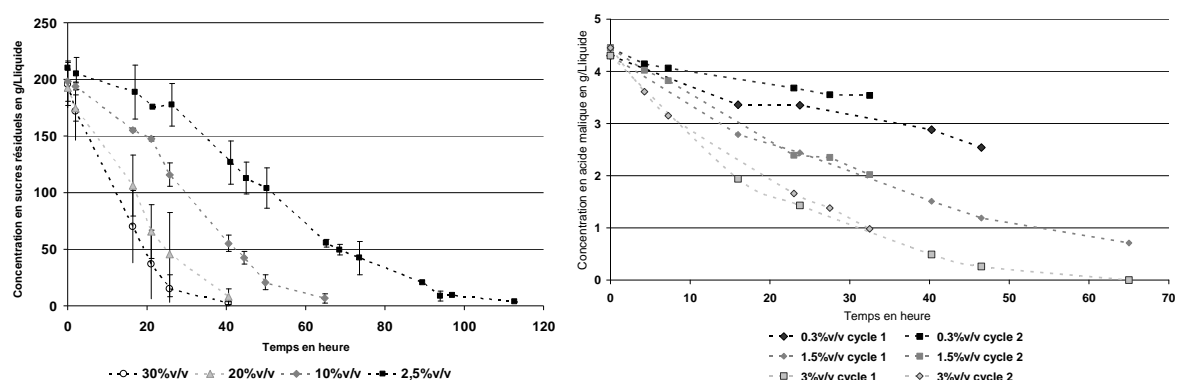 Concentration en sucres résiduels en g/Lliquide
250
200
150
100
50
0
0 20 40 60 80 100 120
Temps en heure
30%v/v 20%v/v 10%v/v 2,5%v/v
Concentration en acide malique en g/Lliquide
5
4
3
2
1
0
0 10 20 30 40 50 60 70
Temps en heure
0.3%v/v cycle 1 0.3%v/v cycle 2
1.5%v/v cycle 1 1.5%v/v cycle 2
3%v/v cycle 1 3%v/v cycle 2